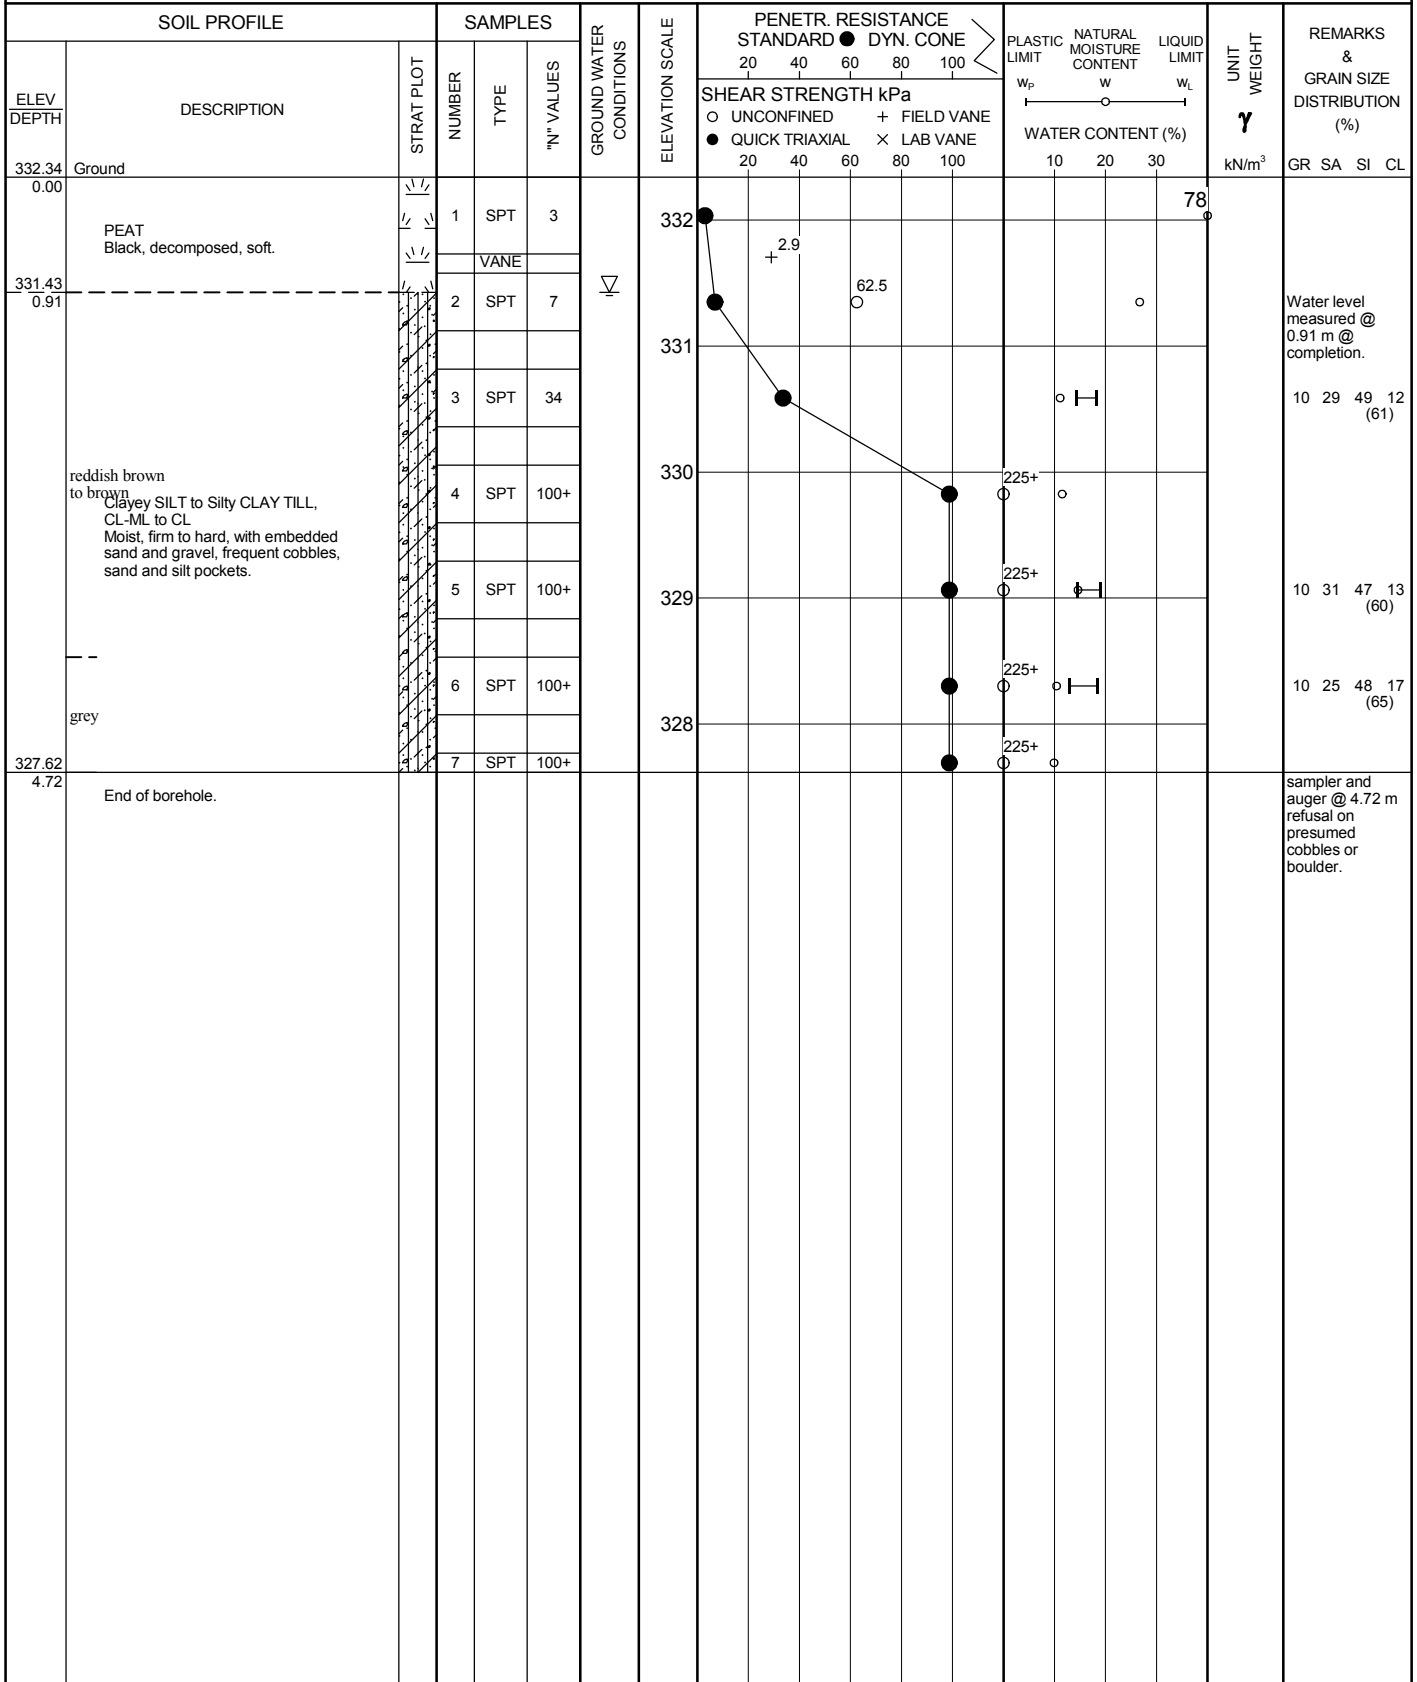 SOIL PROFILE
SAMPLES
GROUND WATER
CONDITIONS
ELEVATION SCALE
PENETR. RESISTANCE
STANDARD ● DYN. CONE
20 40 60 80 100
SHEAR STRENGTH kPa
○ UNCONFINED + FIELD VANE
● QUICK TRIAXIAL × LAB VANE
20 40 60 80 100
PLASTIC
LIMIT
NATURAL
MOISTURE
CONTENT
LIQUID
LIMIT
WP W WL
WATER CONTENT (%)
10 20 30
UNIT
WEIGHT
γ
kN/m³
REMARKS
&
GRAIN SIZE
DISTRIBUTION
(%)
GR SA SI CL
ELEV
DEPTH
DESCRIPTION
STRAT PLOT
NUMBER
TYPE
"N" VALUES
332.34 Ground
0.00
PEAT
Black, decomposed, soft.
1 SPT 3
332
78
VANE
2.9
331.43
0.91
2 SPT 7
62.5
Water level
measured @
0.91 m @
completion.
331
3 SPT 34
10 29 49 12
(61)
330
reddish brown
to brown
Clayey SILT to Silty CLAY TILL,
CL-ML to CL
Moist, firm to hard, with embedded
sand and gravel, frequent cobbles,
sand and silt pockets.
4 SPT 100+
225+
5 SPT 100+
329
225+
10 31 47 13
(60)
6 SPT 100+
225+
10 25 48 17
(65)
grey
328
225+
7 SPT 100+
327.62
4.72
End of borehole.
sampler and
auger @ 4.72 m
refusal on
presumed
cobbles or
boulder.